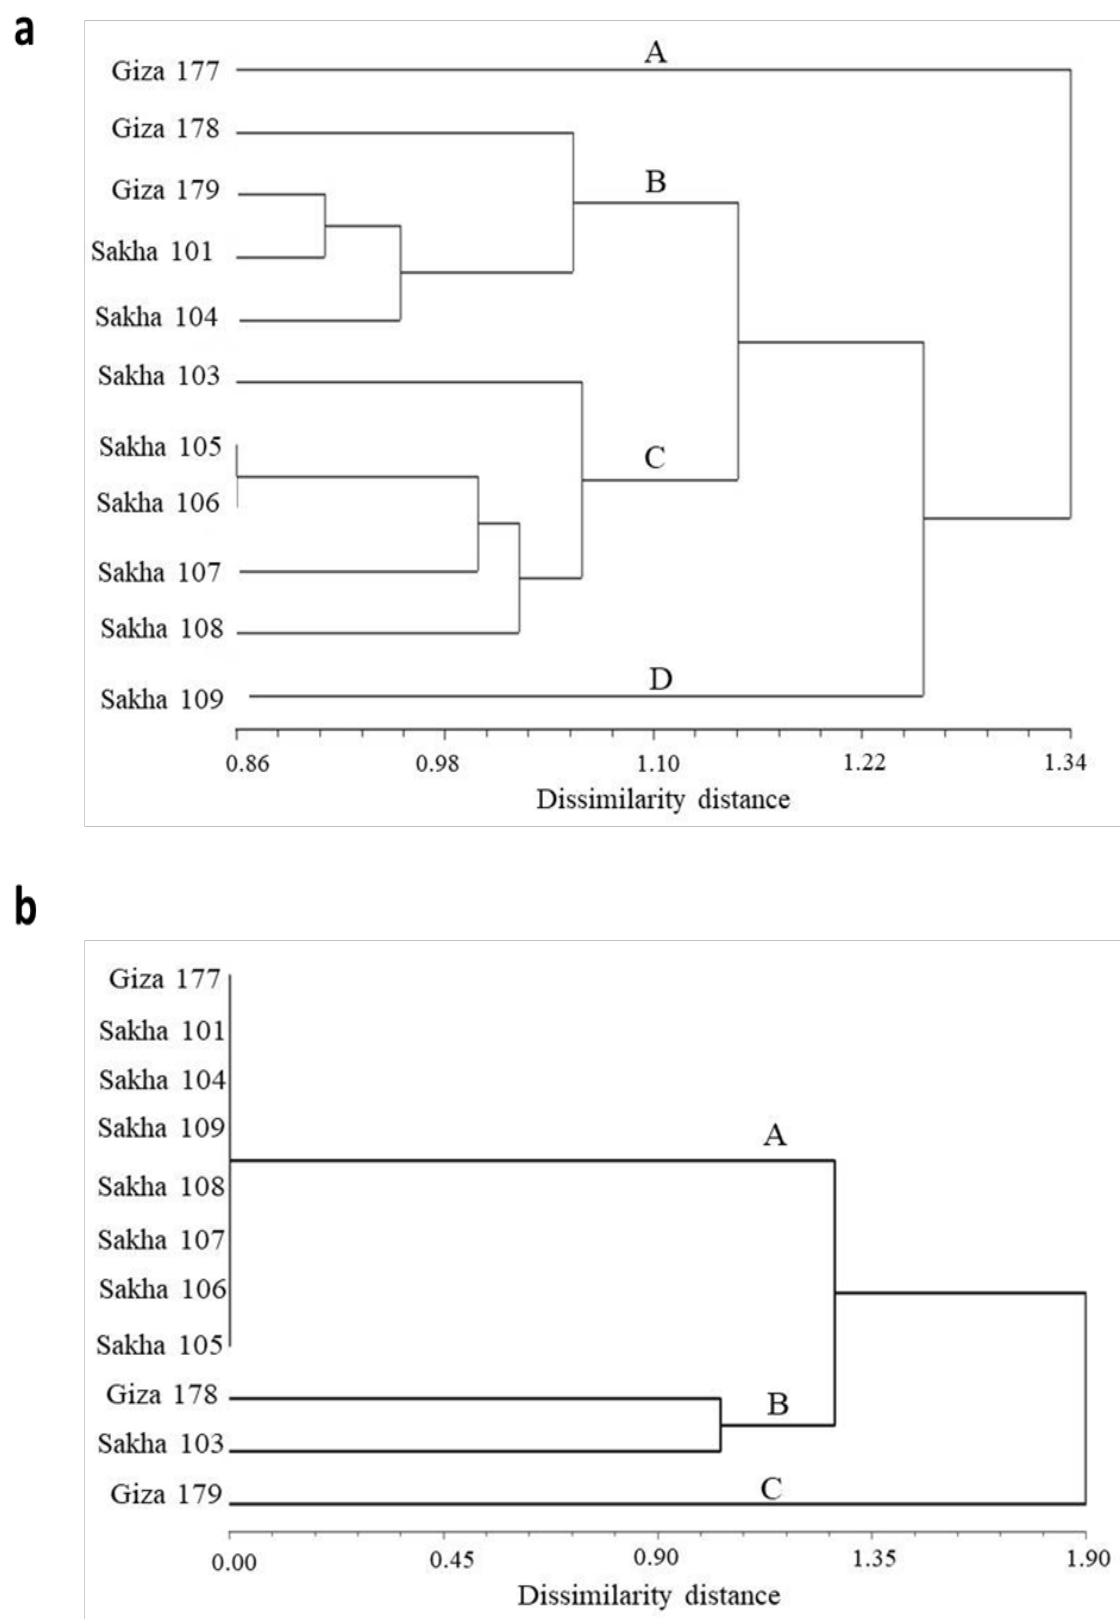 a
A
Giza 177
Giza 178
B
Giza 179
Sakha 101
Sakha 104
Sakha 103
Sakha 105
C
Sakha 106
Sakha 107
Sakha 108
D
Sakha 109
0.86 0.98 1.10 1.22 1.34
Dissimilarity distance
b
Giza 177
Sakha 101
Sakha 104
Sakha 109
A
Sakha 108
Sakha 107
Sakha 106
Sakha 105
Giza 178
B
Sakha 103
Giza 179
C
0.00 0.45 0.90 1.35 1.90
Dissimilarity distance